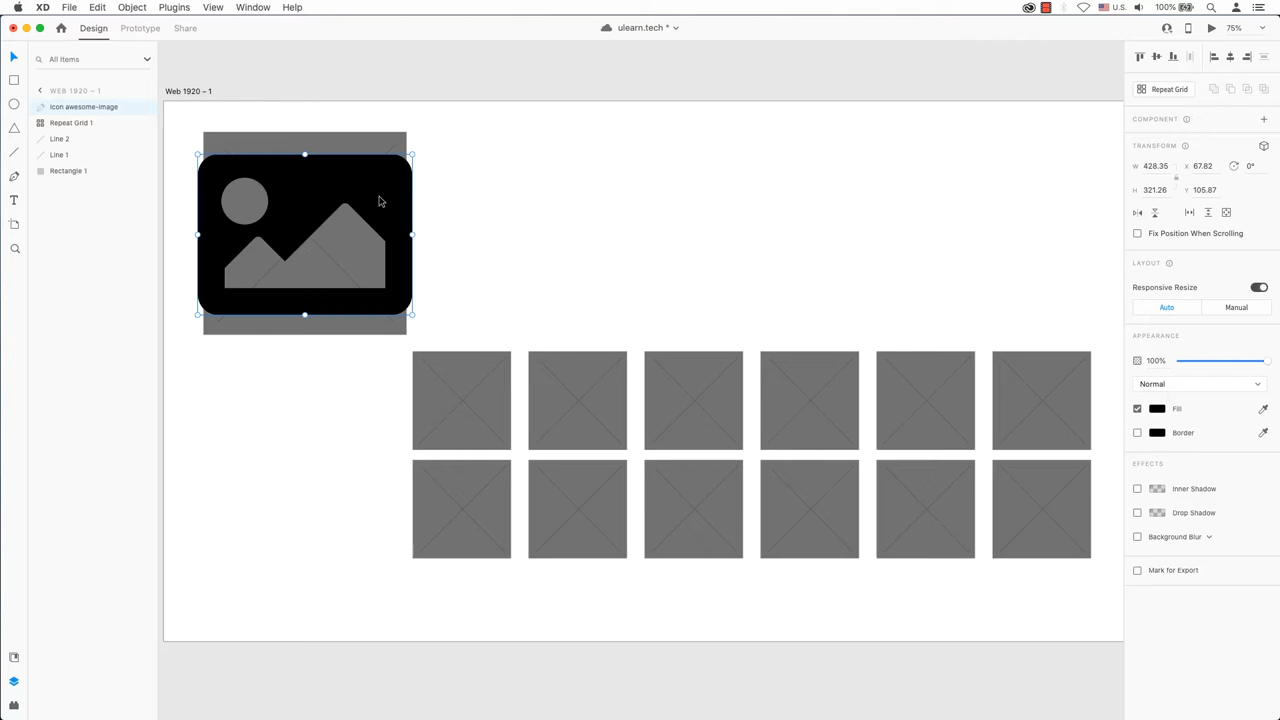 XD File Edit Object Plugins View Window Help U.S. 100%
Design Prototype Share ulearn.tech * 75%
All Items
WEB 1920 – 1
Icon awesome-image
Repeat Grid 1
Line 2
Line 1
Rectangle 1
Web 1920 – 1
Repeat Grid
COMPONENT
TRANSFORM
W 428.35 X 67.82 0°
H 321.26 Y 105.87
Fix Position When Scrolling
LAYOUT
Responsive Resize
Auto Manual
APPEARANCE
100%
Normal
Fill
Border
EFFECTS
Inner Shadow
Drop Shadow
Background Blur
Mark for Export